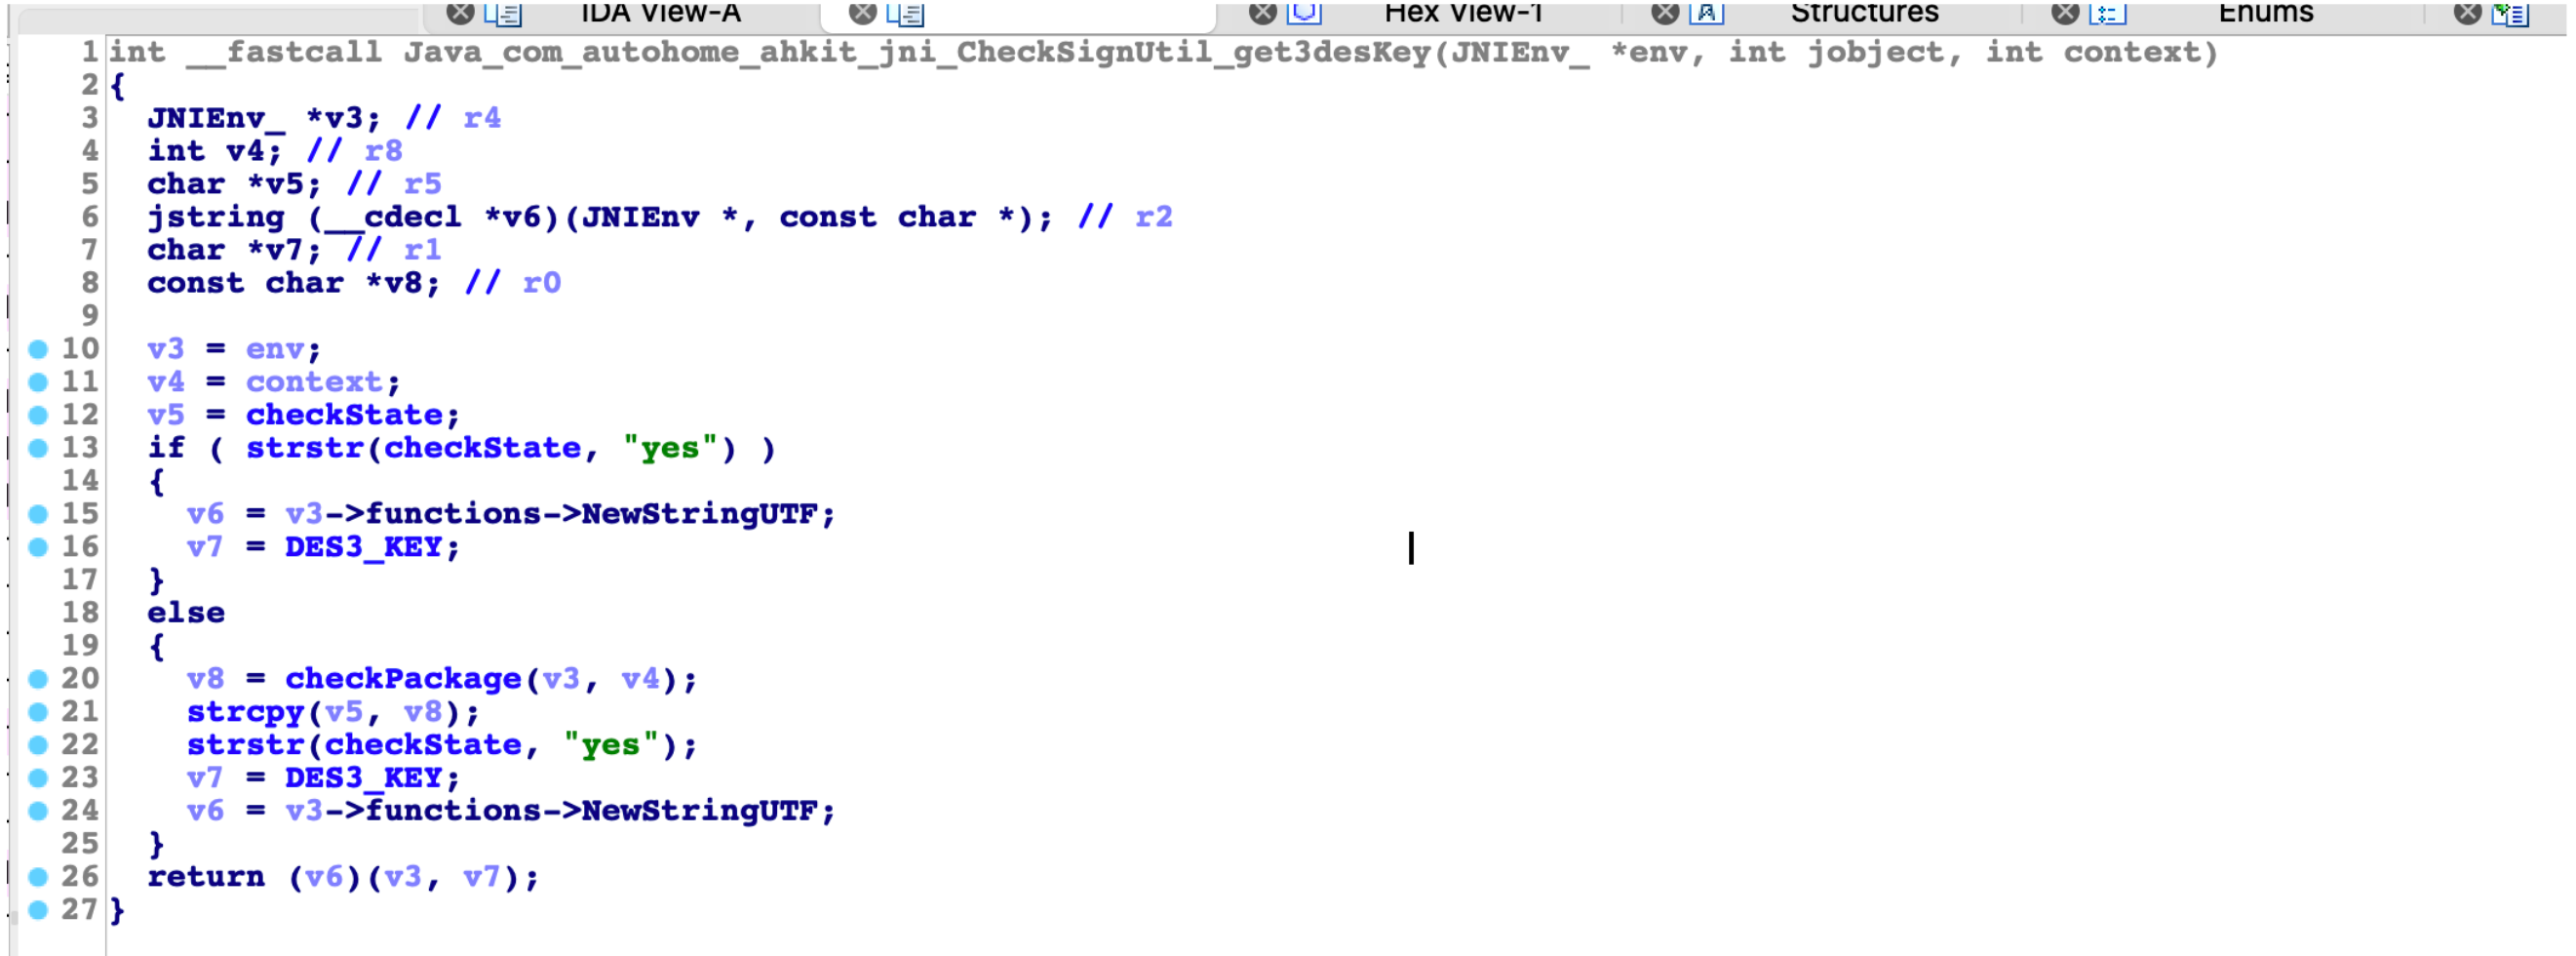 IDA View-A Hex View-1 Structures Enums
1 int __fastcall Java_com_autohome_ahkit_jni_CheckSignUtil_get3desKey(JNIEnv_ *env, int jobject, int context)
2 {
3 JNIEnv_ *v3; // r4
4 int v4; // r8
5 char *v5; // r5
6 jstring (__cdecl *v6)(JNIEnv *, const char *); // r2
7 char *v7; // r1
8 const char *v8; // r0
9
10 v3 = env;
11 v4 = context;
12 v5 = checkState;
13 if ( strstr(checkState, "yes") )
14 {
15 v6 = v3->functions->NewStringUTF;
16 v7 = DES3_KEY;
17 }
18 else
19 {
20 v8 = checkPackage(v3, v4);
21 strcpy(v5, v8);
22 strstr(checkState, "yes");
23 v7 = DES3_KEY;
24 v6 = v3->functions->NewStringUTF;
25 }
26 return (v6)(v3, v7);
27 }